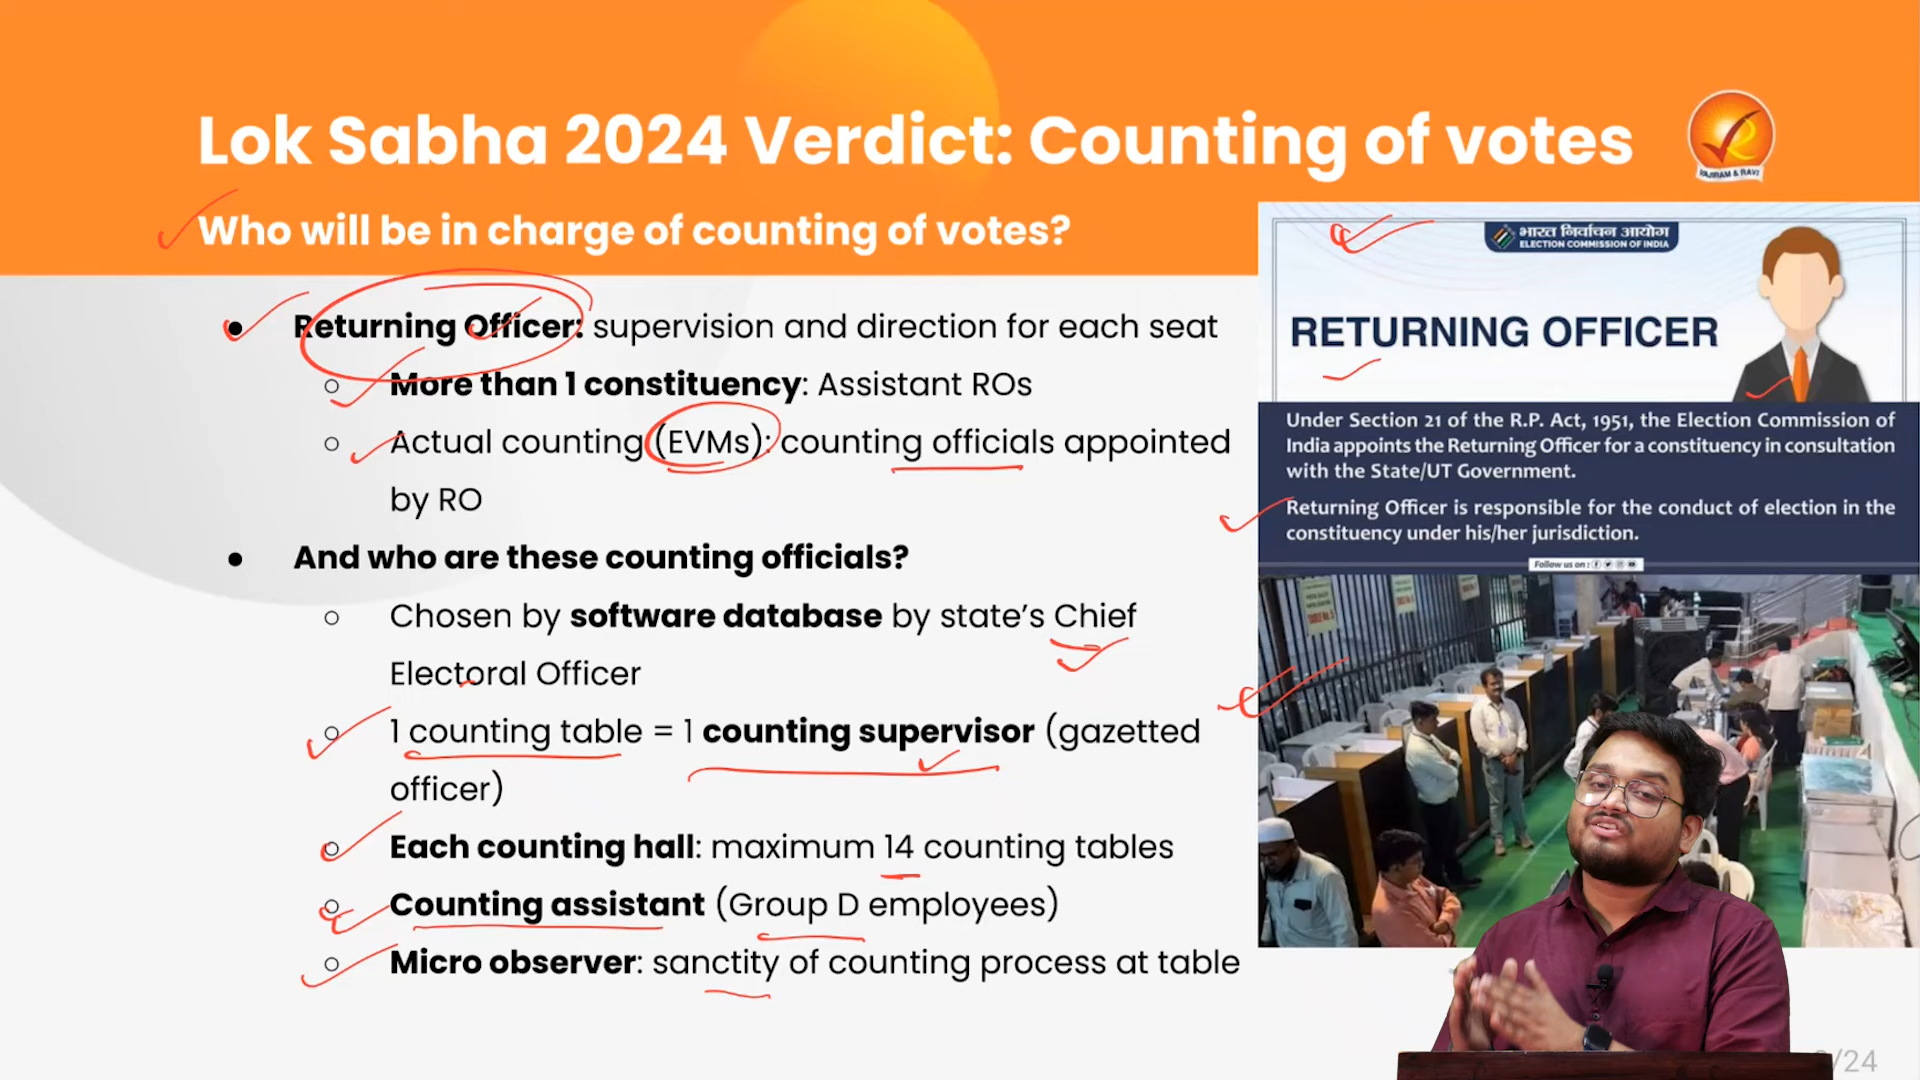 Lok Sabha 2024 Verdict: Counting of votes
VAJIRAM & RAVI
Who will be in charge of counting of votes?
● Returning Officer: supervision and direction for each seat
○ More than 1 constituency: Assistant ROs
○ Actual counting (EVMs): counting officials appointed
by RO
● And who are these counting officials?
○ Chosen by software database by state’s Chief
Electoral Officer
○ 1 counting table = 1 counting supervisor (gazetted
officer)
○ Each counting hall: maximum 14 counting tables
○ Counting assistant (Group D employees)
○ Micro observer: sanctity of counting process at table
भारत निर्वाचन आयोग
ELECTION COMMISSION OF INDIA
RETURNING OFFICER
Under Section 21 of the R.P. Act, 1951, the Election Commission of
India appoints the Returning Officer for a constituency in consultation
with the State/UT Government.
Returning Officer is responsible for the conduct of election in the
constituency under his/her jurisdiction.
Follow us on :
/24